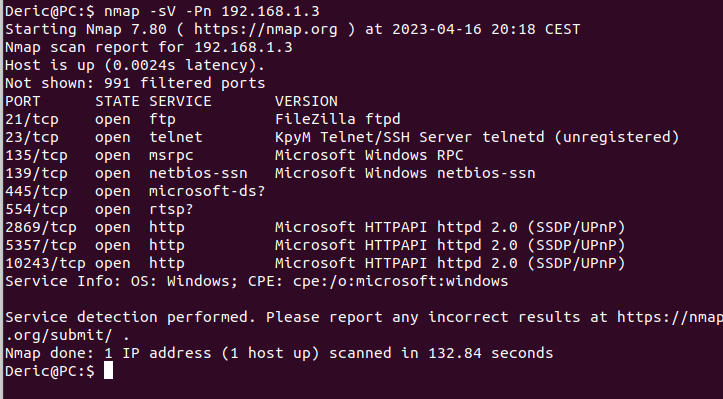 Deric@PC:$ nmap -sV -Pn 192.168.1.3
Starting Nmap 7.80 ( https://nmap.org ) at 2023-04-16 20:18 CEST
Nmap scan report for 192.168.1.3
Host is up (0.0024s latency).
Not shown: 991 filtered ports
PORT      STATE SERVICE       VERSION
21/tcp    open  ftp           FileZilla ftpd
23/tcp    open  telnet        KpyM Telnet/SSH Server telnetd (unregistered)
135/tcp   open  msrpc         Microsoft Windows RPC
139/tcp   open  netbios-ssn   Microsoft Windows netbios-ssn
445/tcp   open  microsoft-ds?
554/tcp   open  rtsp?
2869/tcp  open  http          Microsoft HTTPAPI httpd 2.0 (SSDP/UPnP)
5357/tcp  open  http          Microsoft HTTPAPI httpd 2.0 (SSDP/UPnP)
10243/tcp open  http          Microsoft HTTPAPI httpd 2.0 (SSDP/UPnP)
Service Info: OS: Windows; CPE: cpe:/o:microsoft:windows

Service detection performed. Please report any incorrect results at https://nmap
.org/submit/ .
Nmap done: 1 IP address (1 host up) scanned in 132.84 seconds
Deric@PC:$